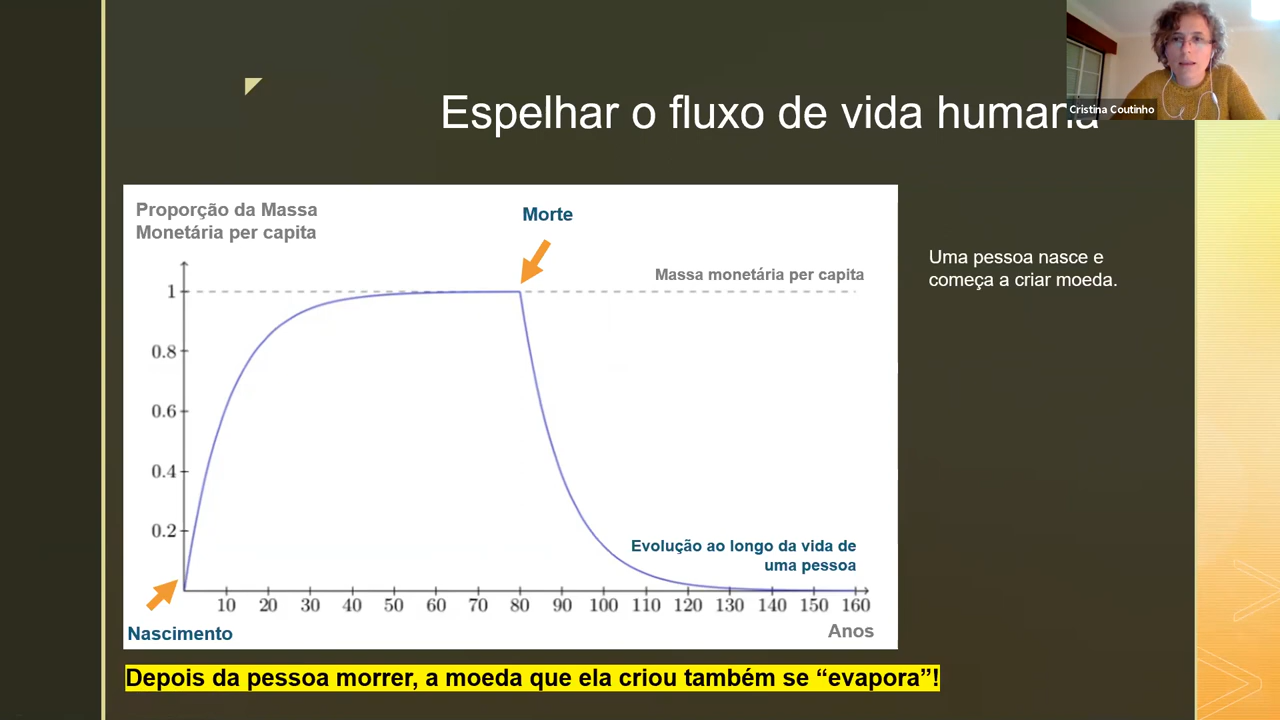 Cristina Coutinho
Espelhar o fluxo de vida humana
Proporção da Massa
Monetária per capita
Morte
Massa monetária per capita
1
0.8
0.6
0.4
0.2
Evolução ao longo da vida de
uma pessoa
10 20 30 40 50 60 70 80 90 100 110 120 130 140 150 160
Nascimento
Anos
Uma pessoa nasce e
começa a criar moeda.
Depois da pessoa morrer, a moeda que ela criou também se “evapora”!